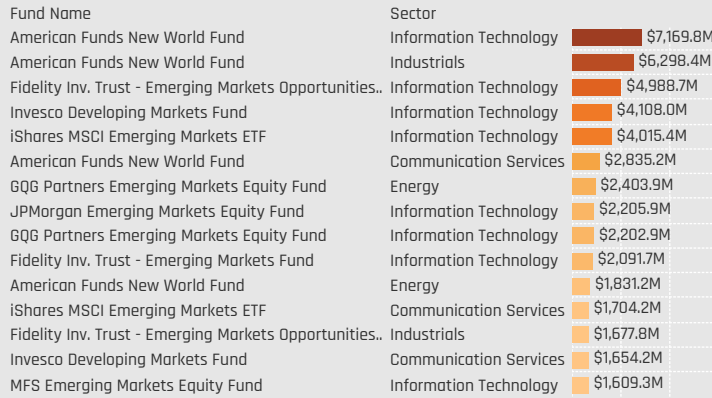 Fund Name Sector
American Funds New World Fund Information Technology $7,169.8M
American Funds New World Fund Industrials $6,298.4M
Fidelity Inv. Trust - Emerging Markets Opportunities.. Information Technology $4,988.7M
Invesco Developing Markets Fund Information Technology $4,108.0M
iShares MSCI Emerging Markets ETF Information Technology $4,015.4M
American Funds New World Fund Communication Services $2,835.2M
GQG Partners Emerging Markets Equity Fund Energy $2,403.9M
JPMorgan Emerging Markets Equity Fund Information Technology $2,205.9M
GQG Partners Emerging Markets Equity Fund Information Technology $2,202.9M
Fidelity Inv. Trust - Emerging Markets Fund Information Technology $2,091.7M
American Funds New World Fund Energy $1,831.2M
iShares MSCI Emerging Markets ETF Communication Services $1,704.2M
Fidelity Inv. Trust - Emerging Markets Opportunities.. Industrials $1,677.8M
Invesco Developing Markets Fund Communication Services $1,654.2M
MFS Emerging Markets Equity Fund Information Technology $1,609.3M